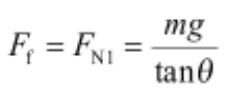 F_f = F_N1 = mg/tanθ